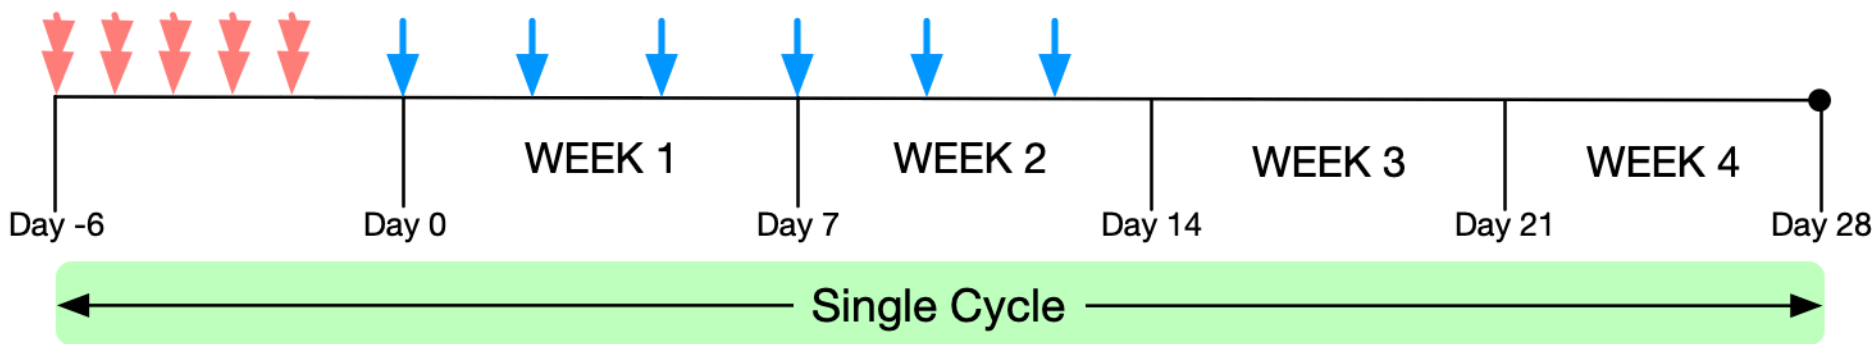 WEEK 1 WEEK 2 WEEK 3 WEEK 4
Day -6 Day 0 Day 7 Day 14 Day 21 Day 28
Single Cycle